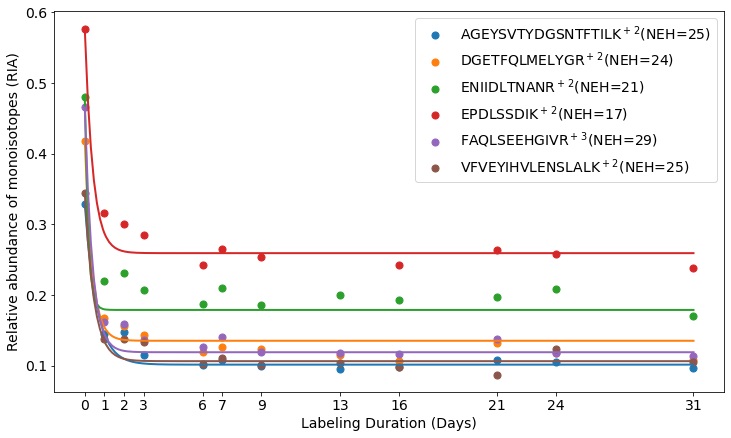 0.6
0.5
0.4
0.3
0.2
0.1
Relative abundance of monoisotopes (RIA)
AGEYSVTYDGSNTFTILK⁺²(NEH=25)
DGETFQLMELYGR⁺²(NEH=24)
ENIIDLTNANR⁺²(NEH=21)
EPDLSSDIK⁺²(NEH=17)
FAQLSEEHGIVR⁺³(NEH=29)
VFVEYIHVLENSLALK⁺²(NEH=25)
0 1 2 3 6 7 9 13 16 21 24 31
Labeling Duration (Days)